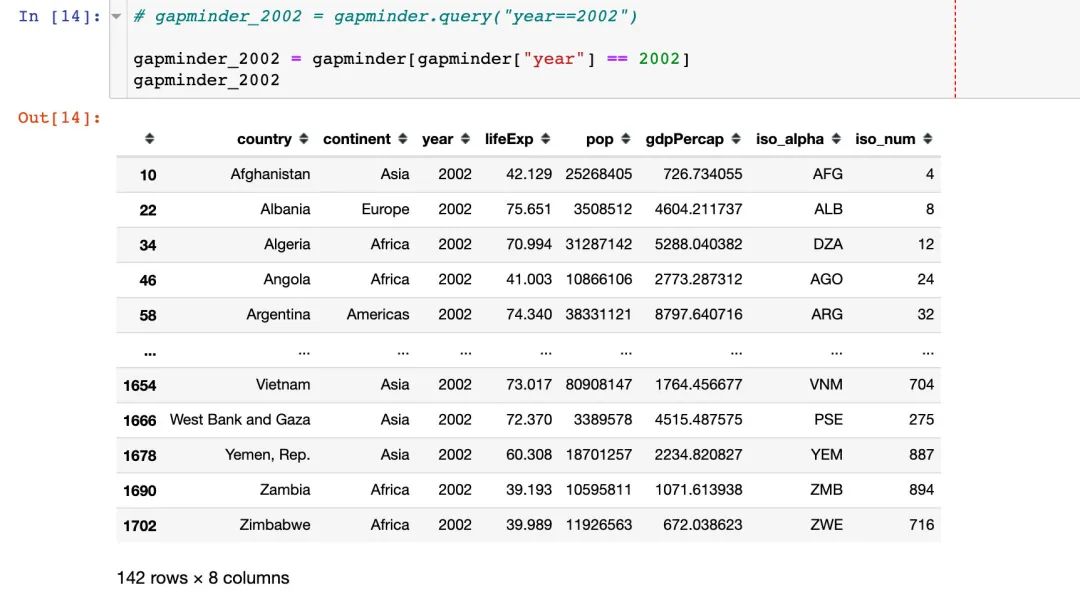 In [14]: # gapminder_2002 = gapminder.query("year==2002")
gapminder_2002 = gapminder[gapminder["year"] == 2002]
gapminder_2002
Out[14]:
country continent year lifeExp pop gdpPercap iso_alpha iso_num
10 Afghanistan Asia 2002 42.129 25268405 726.734055 AFG 4
22 Albania Europe 2002 75.651 3508512 4604.211737 ALB 8
34 Algeria Africa 2002 70.994 31287142 5288.040382 DZA 12
46 Angola Africa 2002 41.003 10866106 2773.287312 AGO 24
58 Argentina Americas 2002 74.340 38331121 8797.640716 ARG 32
... ... ... ... ... ... ... ... ...
1654 Vietnam Asia 2002 73.017 80908147 1764.456677 VNM 704
1666 West Bank and Gaza Asia 2002 72.370 3389578 4515.487575 PSE 275
1678 Yemen, Rep. Asia 2002 60.308 18701257 2234.820827 YEM 887
1690 Zambia Africa 2002 39.193 10595811 1071.613938 ZMB 894
1702 Zimbabwe Africa 2002 39.989 11926563 672.038623 ZWE 716
142 rows × 8 columns